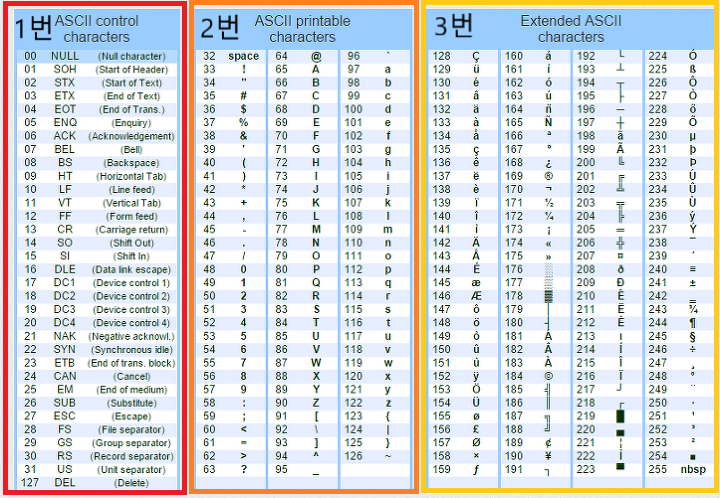 1번 ASCII control
characters
00 NULL (Null character)
01 SOH (Start of Header)
02 STX (Start of Text)
03 ETX (End of Text)
04 EOT (End of Trans.)
05 ENQ (Enquiry)
06 ACK (Acknowledgement)
07 BEL (Bell)
08 BS (Backspace)
09 HT (Horizontal Tab)
10 LF (Line feed)
11 VT (Vertical Tab)
12 FF (Form feed)
13 CR (Carriage return)
14 SO (Shift Out)
15 SI (Shift In)
16 DLE (Data link escape)
17 DC1 (Device control 1)
18 DC2 (Device control 2)
19 DC3 (Device control 3)
20 DC4 (Device control 4)
21 NAK (Negative acknowl.)
22 SYN (Synchronous idle)
23 ETB (End of trans. block)
24 CAN (Cancel)
25 EM (End of medium)
26 SUB (Substitute)
27 ESC (Escape)
28 FS (File separator)
29 GS (Group separator)
30 RS (Record separator)
31 US (Unit separator)
127 DEL (Delete)
2번 ASCII printable
characters
32 space 64 @ 96 `
33 ! 65 A 97 a
34 " 66 B 98 b
35 # 67 C 99 c
36 $ 68 D 100 d
37 % 69 E 101 e
38 & 70 F 102 f
39 ' 71 G 103 g
40 ( 72 H 104 h
41 ) 73 I 105 i
42 * 74 J 106 j
43 + 75 K 107 k
44 , 76 L 108 l
45 - 77 M 109 m
46 . 78 N 110 n
47 / 79 O 111 o
48 0 80 P 112 p
49 1 81 Q 113 q
50 2 82 R 114 r
51 3 83 S 115 s
52 4 84 T 116 t
53 5 85 U 117 u
54 6 86 V 118 v
55 7 87 W 119 w
56 8 88 X 120 x
57 9 89 Y 121 y
58 : 90 Z 122 z
59 ; 91 [ 123 {
60 < 92 \ 124 |
61 = 93 ] 125 }
62 > 94 ^ 126 ~
63 ? 95 _
3번 Extended ASCII
characters
128 Ç 160 á 192 └ 224 Ó
129 ü 161 í 193 ┴ 225 ß
130 é 162 ó 194 ┬ 226 Ô
131 â 163 ú 195 ├ 227 Ò
132 ä 164 ñ 196 ─ 228 õ
133 à 165 Ñ 197 ┼ 229 Õ
134 å 166 ª 198 ã 230 µ
135 ç 167 º 199 Ã 231 þ
136 ê 168 ¿ 200 ╚ 232 Þ
137 ë 169 ® 201 ╔ 233 Ú
138 è 170 ¬ 202 ╩ 234 Û
139 ï 171 ½ 203 ╦ 235 Ù
140 î 172 ¼ 204 ╠ 236 ý
141 ì 173 ¡ 205 ═ 237 Ý
142 Ä 174 « 206 ╬ 238 ¯
143 Å 175 » 207 ¤ 239 ´
144 É 176 ░ 208 ð 240 ≡
145 æ 177 ▒ 209 Ð 241 ±
146 Æ 178 ▓ 210 Ê 242 ‗
147 ô 179 │ 211 Ë 243 ¾
148 ö 180 ┤ 212 È 244 ¶
149 ò 181 Á 213 ı 245 §
150 û 182 Â 214 Í 246 ÷
151 ù 183 À 215 Î 247 ¸
152 ÿ 184 © 216 Ï 248 °
153 Ö 185 ╣ 217 ┘ 249 ¨
154 Ü 186 ║ 218 ┌ 250 ·
155 ø 187 ╗ 219 █ 251 ¹
156 £ 188 ╝ 220 ▄ 252 ³
157 Ø 189 ¢ 221 ¦ 253 ²
158 × 190 ¥ 222 Ì 254 ■
159 ƒ 191 ┐ 223 ▀ 255 nbsp